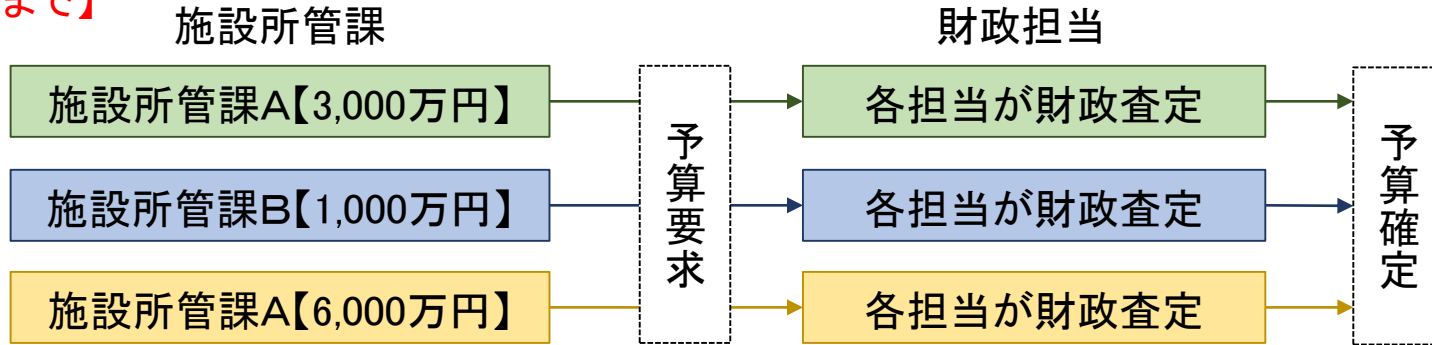 まで】
施設所管課
財政担当
施設所管課A【3,000万円】
各担当が財政査定
施設所管課B【1,000万円】
各担当が財政査定
施設所管課A【6,000万円】
各担当が財政査定
予算要求
予算確定